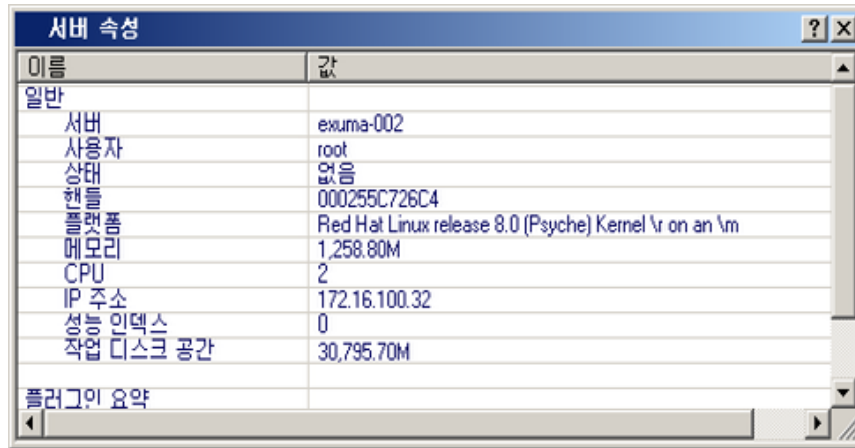 서버 속성
이름 값
일반
서버 exuma-002
사용자 root
상태 없음
핸들 000255C726C4
플랫폼 Red Hat Linux release 8.0 (Psyche) Kernel \r on an \m
메모리 1,258.80M
CPU 2
IP 주소 172.16.100.32
성능 인덱스 0
작업 디스크 공간 30,795.70M
플러그인 요약